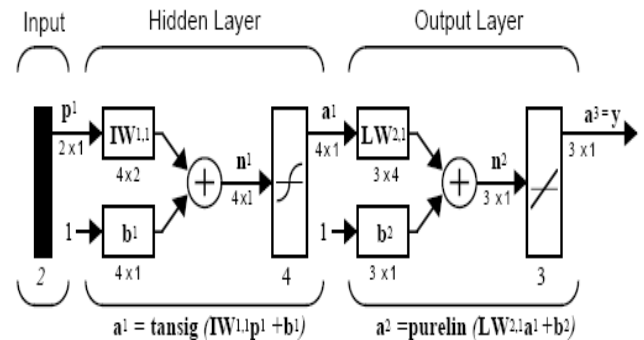 Input Hidden Layer Output Layer
p¹ a¹ a³ = y
IW¹,¹ LW²,¹
2 x 1 n¹ 4 x 1 n² 3 x 1
4 x 2 3 x 4
4 x 1 3 x 1
1 b¹ 1 b²
2 4 x 1 4 3 x 1 3
a¹ = tansig (IW¹,¹p¹ +b¹) a² =purelin (LW²,¹a¹ +b²)